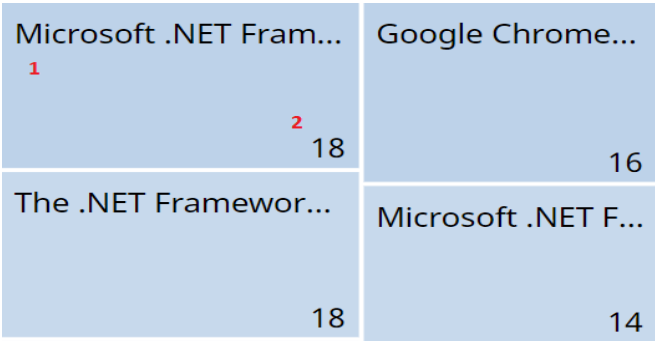 Microsoft .NET Fram...
1
2
18
Google Chrome...
16
The .NET Framewor...
18
Microsoft .NET F...
14